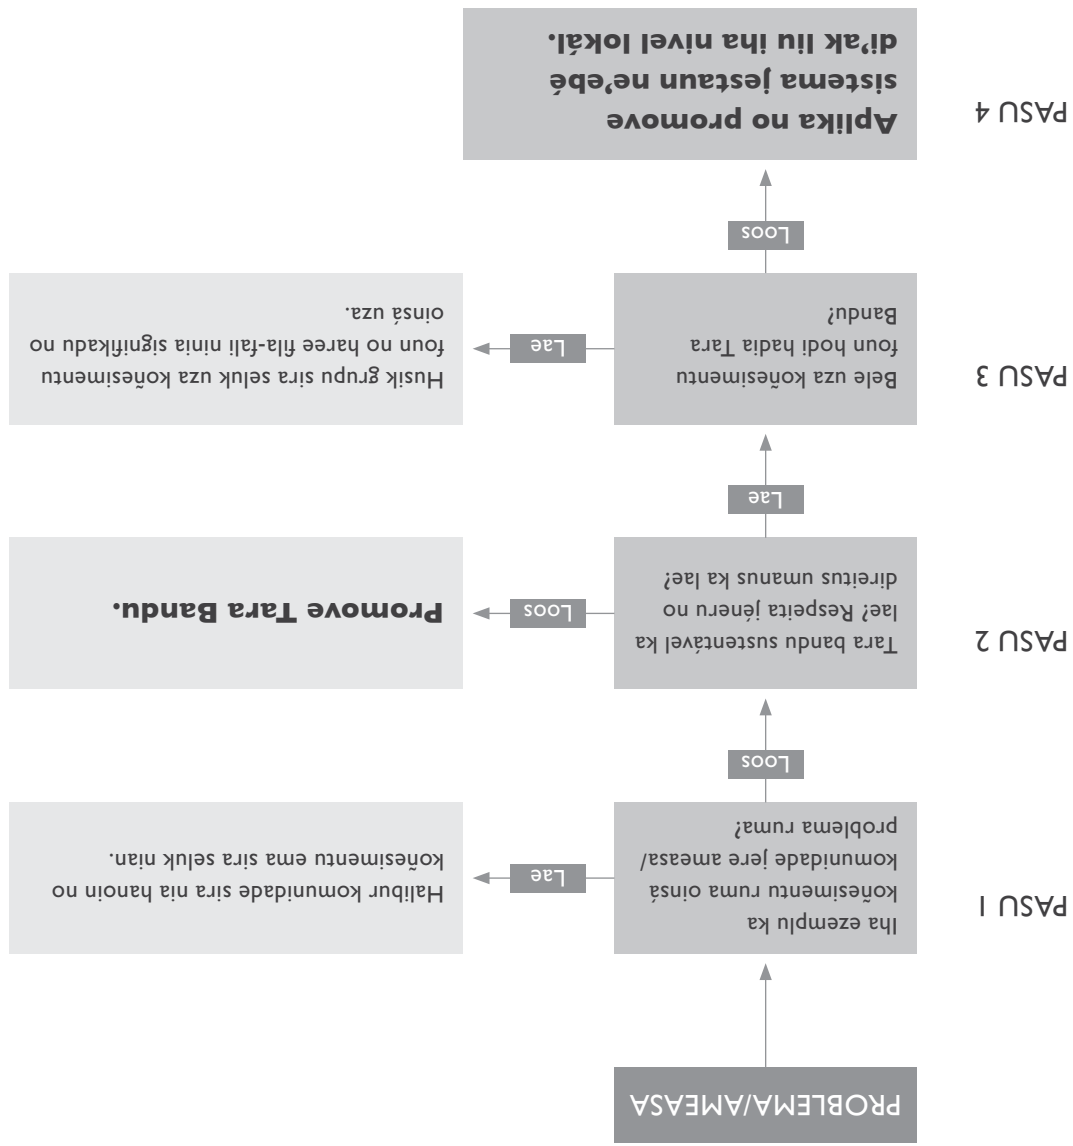 PROBLEMA/AMEASA
PASU 1
Iha ezemplu ka
koñesimentu ruma oinsá
komunidade jere ameasa/
problema ruma?
Lae
Halibur komunidade sira nia hanoin no
koñesimentu ema sira seluk nian.
Loos
PASU 2
Tara bandu sustentável ka
lae? Respeita jéneru no
direitus umanus ka lae?
Loos
Promove Tara Bandu.
Lae
PASU 3
Bele uza koñesimentu
foun hodi hadia Tara
Bandu?
Lae
Husik grupu sira seluk uza koñesimentu
foun no haree fila-fali ninia signifikadu no
oinsá uza.
Loos
PASU 4
Aplika no promove
sistema jestaun ne’ebé
di’ak liu iha nivel lokál.